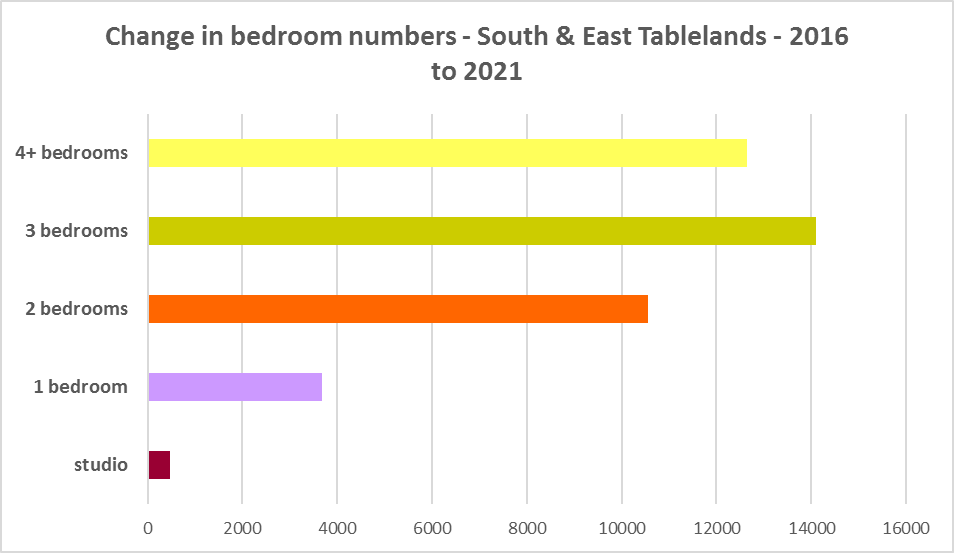 Change in bedroom numbers - South & East Tablelands - 2016
to 2021
4+ bedrooms
3 bedrooms
2 bedrooms
1 bedroom
studio
0 2000 4000 6000 8000 10000 12000 14000 16000